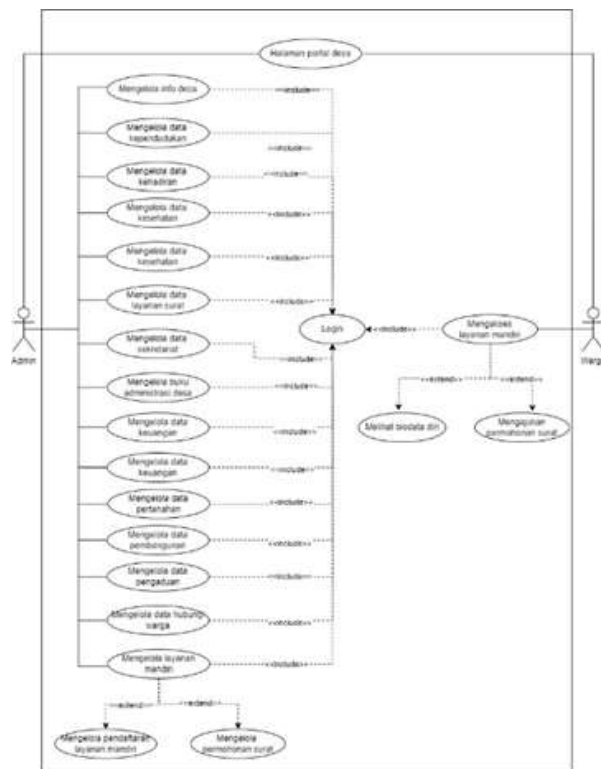 Halaman portal desa
Mengelola info desa
<<include
Mengelola data
kependudukan
<<include
Mengelola data
kehadiran
<<include
Mengelola data
kesehatan
<<include
Mengelola data
kesehatan
<<include
Mengelola data
layanan surat
<<include
Admin
Login
<<include
Mengakses
layanan mandiri
Warga
Mengelola data
sekretariat
<<include
Mengelola buku
administrasi desa
<<include
extend
extend
Melihat biodata diri
Mengajukan
permohonan surat
Mengelola data
keuangan
<<include
Mengelola data
keuangan
<<include
Mengelola data
pertanahan
<<include
Mengelola data
pembangunan
<<include
Mengelola data
pengaduan
<<include
Mengelola data hubungi
warga
<<include
Mengelola layanan
mandiri
<<include
extend
extend
Mengelola pendaftaran
layanan mandiri
Mengelola
permohonan surat